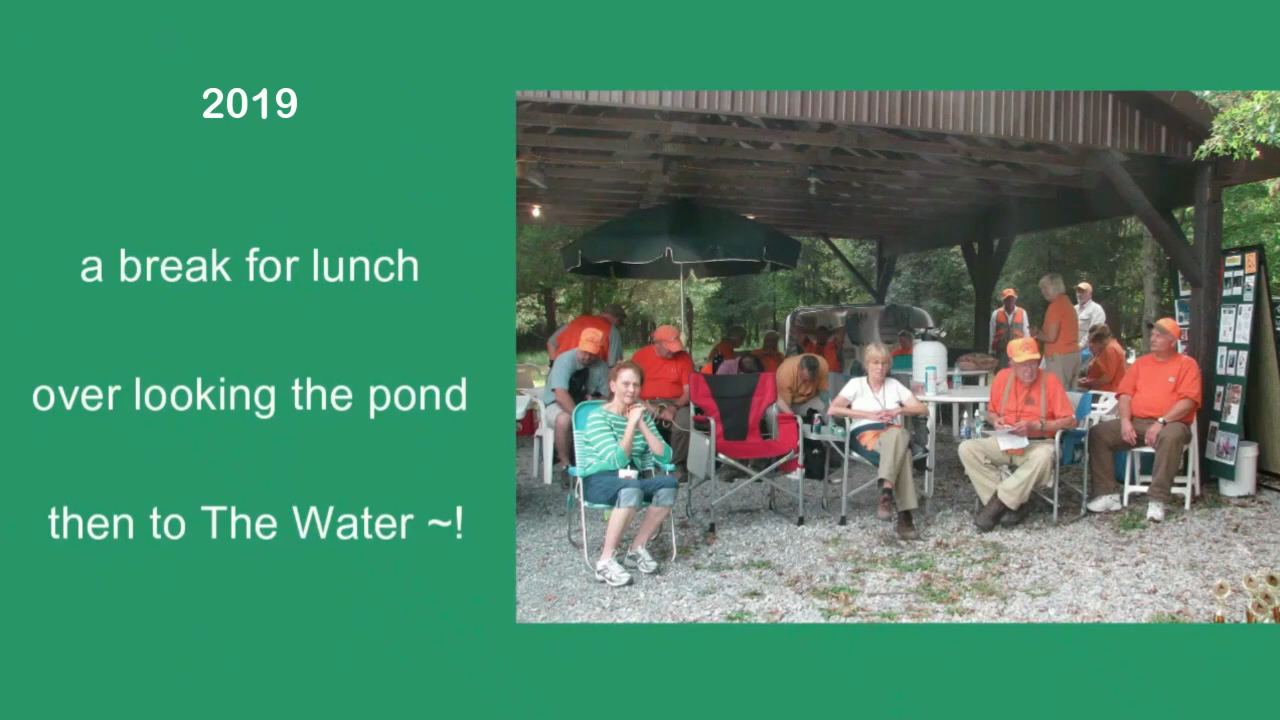 2019
a break for lunch
over looking the pond
then to The Water ~!